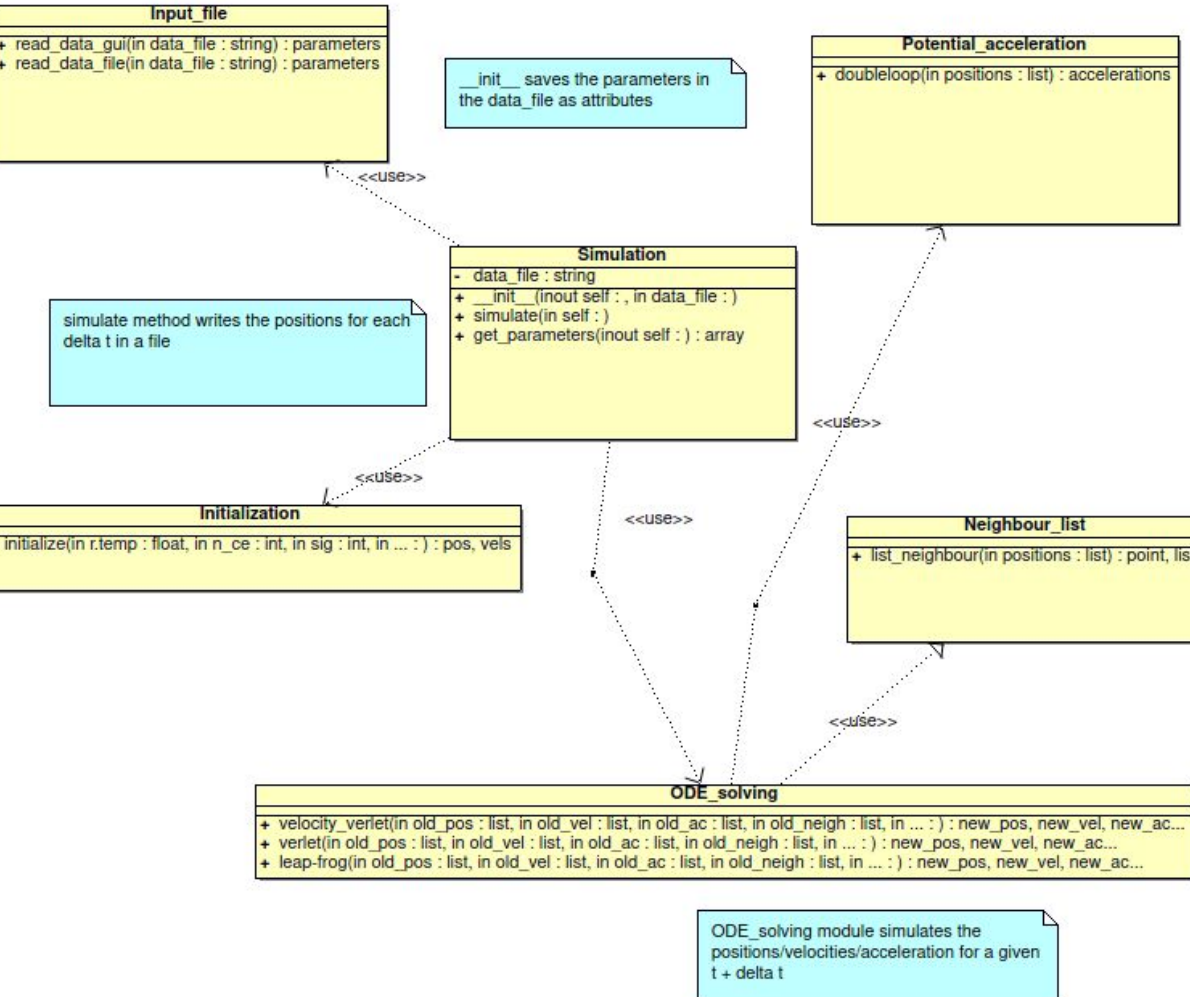 Input_file
+ read_data_gui(in data_file : string) : parameters
+ read_data_file(in data_file : string) : parameters
__init__ saves the parameters in
the data_file as attributes
Potential_acceleration
+ doubleloop(in positions : list) : accelerations
<<use>>
Simulation
- data_file : string
+ __init__(inout self : , in data_file : )
+ simulate(in self : )
+ get_parameters(inout self : ) : array
simulate method writes the positions for each
delta t in a file
<<use>>
<<use>>
Initialization
initialize(in r.temp : float, in n_ce : int, in sig : int, in ... : ) : pos, vels
<<use>>
Neighbour_list
+ list_neighbour(in positions : list) : point, lis
<<use>>
ODE_solving
+ velocity_verlet(in old_pos : list, in old_vel : list, in old_ac : list, in old_neigh : list, in ... : ) : new_pos, new_vel, new_ac...
+ verlet(in old_pos : list, in old_vel : list, in old_ac : list, in old_neigh : list, in ... : ) : new_pos, new_vel, new_ac...
+ leap-frog(in old_pos : list, in old_vel : list, in old_ac : list, in old_neigh : list, in ... : ) : new_pos, new_vel, new_ac...
ODE_solving module simulates the
positions/velocities/acceleration for a given
t + delta t